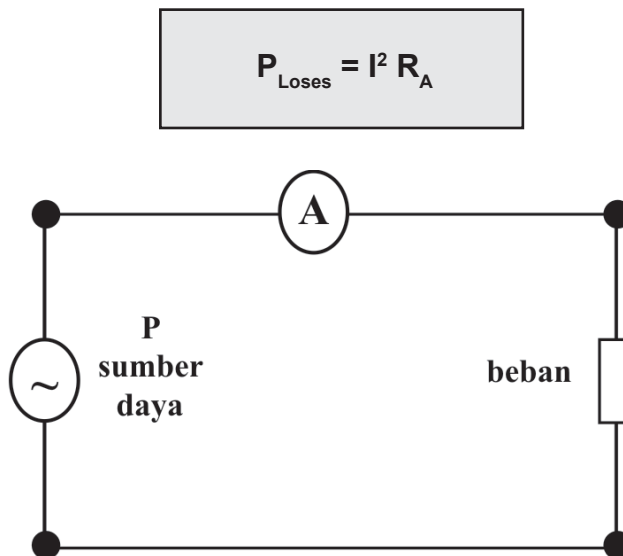 P_Loses = I² R_A
A
P
sumber
daya
~
beban